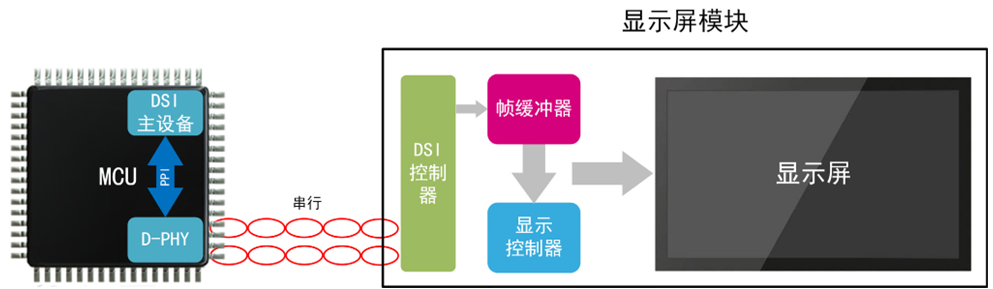 显示屏模块
DSI
主设备
MCU
PPI
D-PHY
串行
DSI
控制
器
帧缓冲器
显示
控制器
显示屏